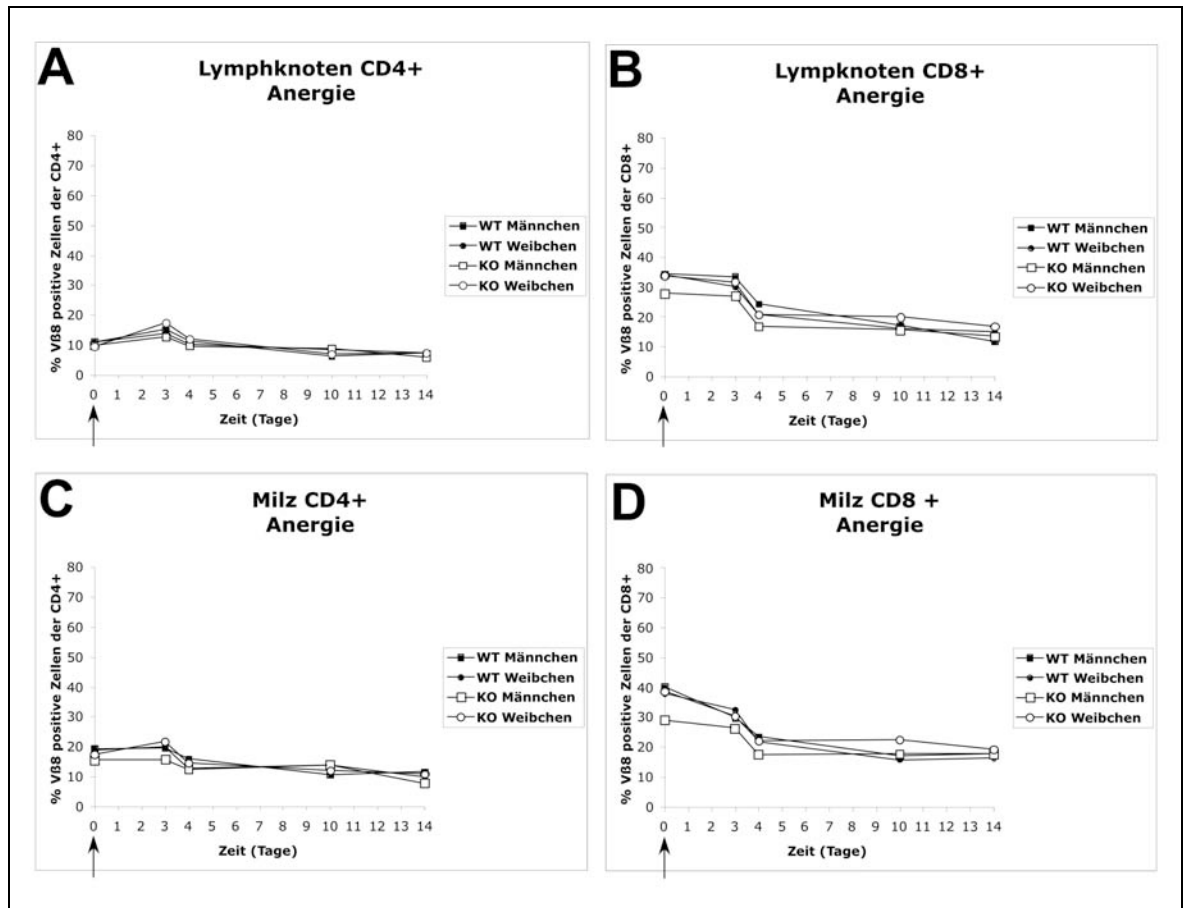 A
Lymphknoten CD4+
Anergie
% Vß8 positive Zellen der CD4+
80
70
60
50
40
30
20
10
0
0 1 2 3 4 5 6 7 8 9 10 11 12 13 14
Zeit (Tage)
WT Männchen
WT Weibchen
KO Männchen
KO Weibchen
B
Lympknoten CD8+
Anergie
% Vß8 positive Zellen der CD8+
80
70
60
50
40
30
20
10
0
0 1 2 3 4 5 6 7 8 9 10 11 12 13 14
Zeit (Tage)
WT Männchen
WT Weibchen
KO Männchen
KO Weibchen
C
Milz CD4+
Anergie
% Vß8 positive Zellen der CD4+
80
70
60
50
40
30
20
10
0
0 1 2 3 4 5 6 7 8 9 10 11 12 13 14
Zeit (Tage)
WT Männchen
WT Weibchen
KO Männchen
KO Weibchen
D
Milz CD8 +
Anergie
% Vß8 positive Zellen der CD8+
80
70
60
50
40
30
20
10
0
0 1 2 3 4 5 6 7 8 9 10 11 12 13 14
Zeit (Tage)
WT Männchen
WT Weibchen
KO Männchen
KO Weibchen